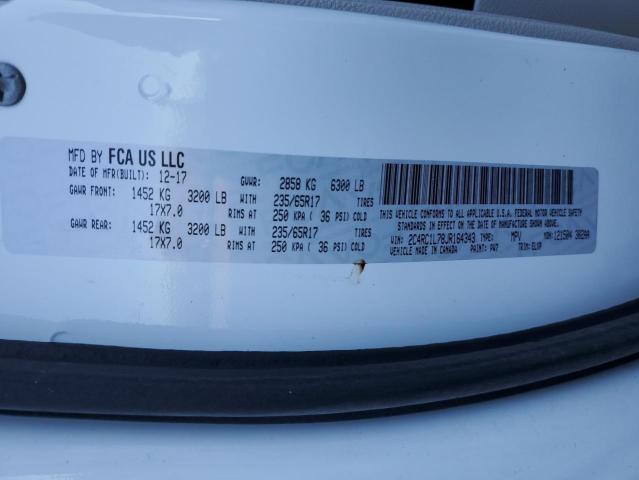 MFD BY FCA US LLC
DATE OF MFR(BUILT): 12-17 GVWR: 2858 KG 6300 LB
GAWR FRONT: 1452 KG 3200 LB 235/65R17 TIRES
17X7.0 RIMS AT 250 KPA ( 36 PSI) COLD
GAWR REAR: 1452 KG 3200 LB 235/65R17 TIRES
17X7.0 RIMS AT 250 KPA ( 36 PSI) COLD
THIS VEHICLE CONFORMS TO ALL APPLICABLE U.S.A. FEDERAL MOTOR VEHICLE SAFETY
STANDARDS IN EFFECT ON THE DATE OF MANUFACTURE SHOWN ABOVE.
VIN: 2C4RC1L78JR164343 TYPE: MPV MDH: 121504
VEHICLE MADE IN CANADA PAINT: PW7 TRIM: